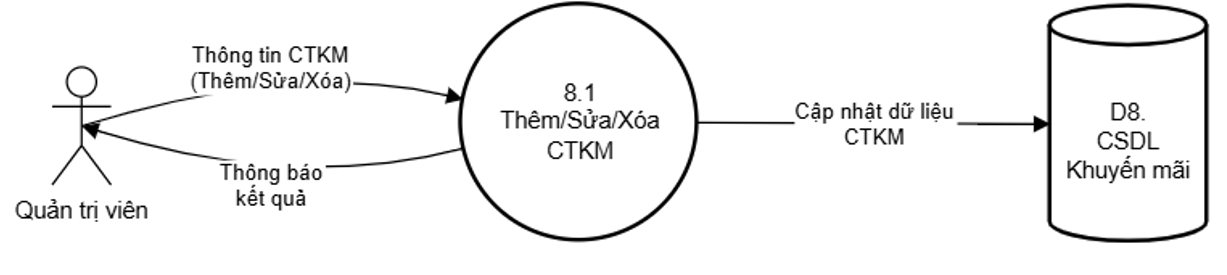 Thông tin CTKM
(Thêm/Sửa/Xóa)
Thông báo
kết quả
Quản trị viên
8.1
Thêm/Sửa/Xóa
CTKM
Cập nhật dữ liệu
CTKM
D8.
CSDL
Khuyến mãi